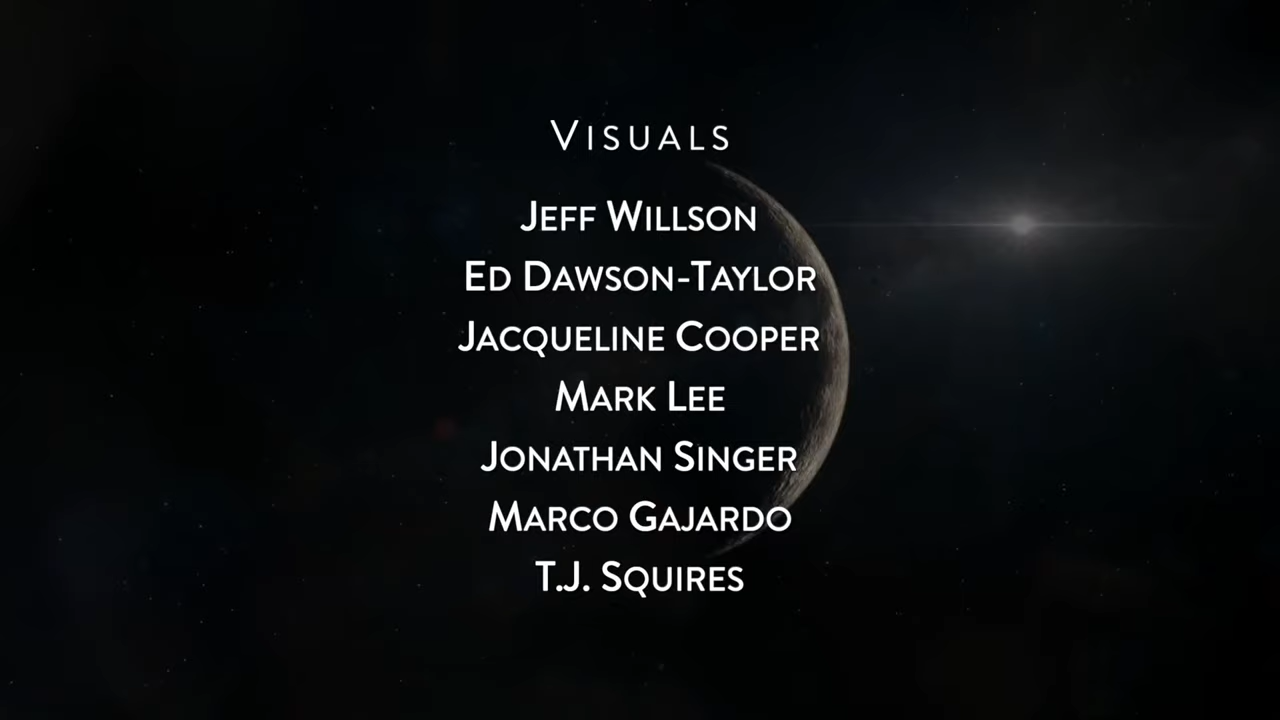 Visuals
Jeff Willson
Ed Dawson-Taylor
Jacqueline Cooper
Mark Lee
Jonathan Singer
Marco Gajardo
T.J. Squires